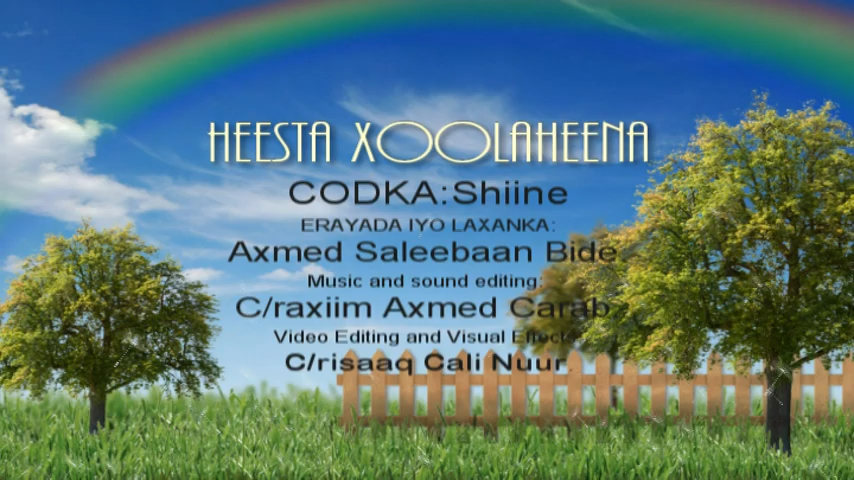 HEESTA XOOLAHEENA
CODKA:Shiine
ERAYADA IYO LAXANKA:
Axmed Saleebaan Bide
Music and sound editing:
C/raxiim Axmed Carab
Video Editing and Visual Effect
C/risaaq Cali Nuur